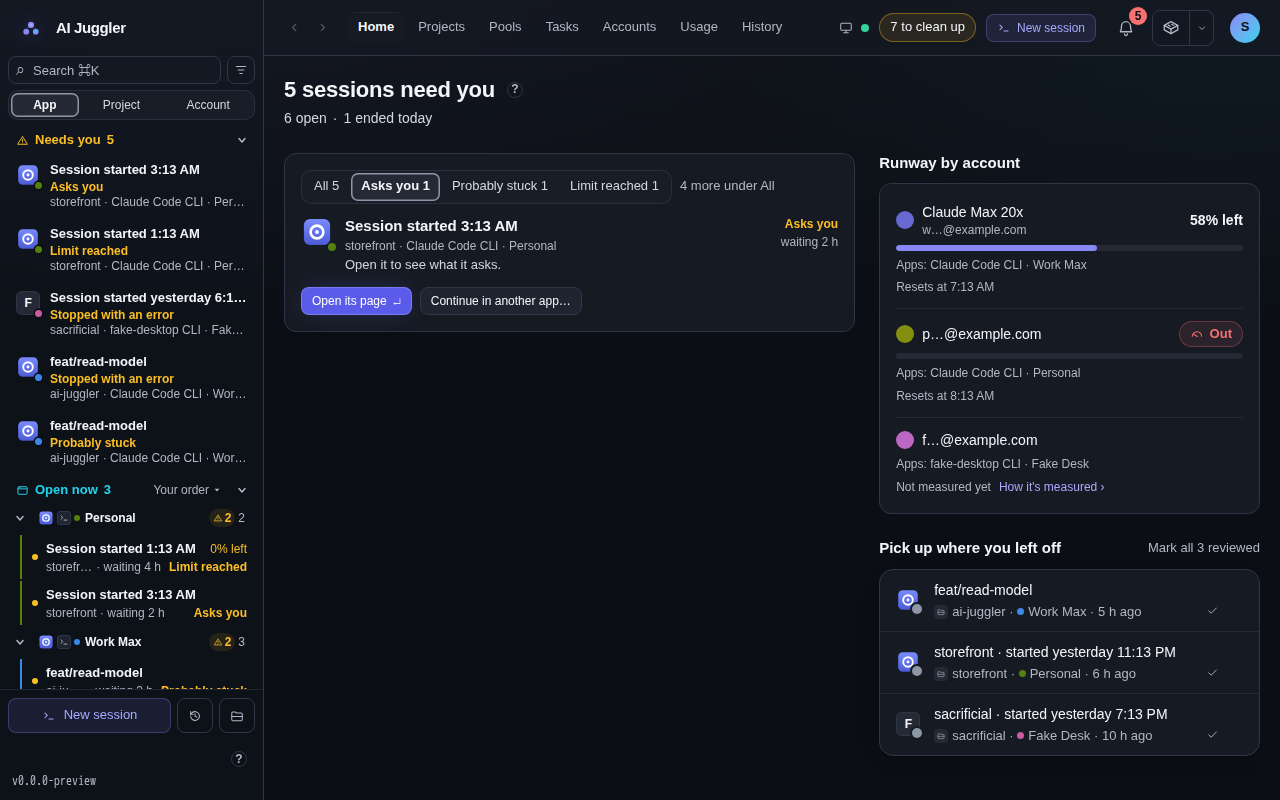 AI Juggler
Search ⌘K
App
Project
Account
Needs you 5
Session started 3:13 AM
Asks you
storefront · Claude Code CLI · Per…
Session started 1:13 AM
Limit reached
storefront · Claude Code CLI · Per…
F
Session started yesterday 6:1…
Stopped with an error
sacrificial · fake-desktop CLI · Fak…
feat/read-model
Stopped with an error
ai-juggler · Claude Code CLI · Wor…
feat/read-model
Probably stuck
ai-juggler · Claude Code CLI · Wor…
Open now 3
Your order
Personal
2 2
Session started 1:13 AM
0% left
storefr… · waiting 4 h
Limit reached
Session started 3:13 AM
storefront · waiting 2 h
Asks you
Work Max
2 3
feat/read-model
New session
?
v0.0.0-preview
Home
Projects
Pools
Tasks
Accounts
Usage
History
7 to clean up
New session
5
S
5 sessions need you
?
6 open · 1 ended today
All 5
Asks you 1
Probably stuck 1
Limit reached 1
4 more under All
Session started 3:13 AM
Asks you
storefront · Claude Code CLI · Personal
waiting 2 h
Open it to see what it asks.
Open its page ↵
Continue in another app…
Runway by account
Claude Max 20x
w…@example.com
58% left
Apps: Claude Code CLI · Work Max
Resets at 7:13 AM
p…@example.com
Out
Apps: Claude Code CLI · Personal
Resets at 8:13 AM
f…@example.com
Apps: fake-desktop CLI · Fake Desk
Not measured yet How it's measured ›
Pick up where you left off
Mark all 3 reviewed
feat/read-model
ai-juggler · Work Max · 5 h ago
storefront · started yesterday 11:13 PM
storefront · Personal · 6 h ago
F
sacrificial · started yesterday 7:13 PM
sacrificial · Fake Desk · 10 h ago